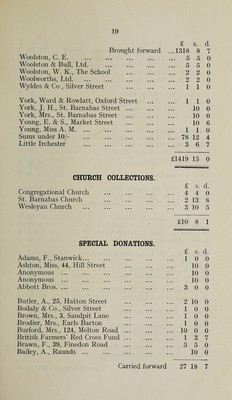 19
£ s. d.
Brought forward ...1318 8 7
Woolston, C. E. ... ... ... ... ... 5 5 0
Woolston & Bull, Ltd. ... ... ... ... 5 5 0
Woolston, W. K., The School ... ... ... 2 2 0
Woolworths, Ltd. ... ... ... ... ... 2 2 0
Wyldes & Co , Silver Street ... ... ... 1 1 0
York, Ward & Rowlatt, Oxford Street ... ... 1 1 0
York, J. H., St. Barnabas Street ... ... ... 10 0
York, Mrs., St. Barnabas Street ... ... ... 10 0
Young, E. & S., Market Street ... ... ... 10 6
Young, Miss A. M. ... ... ... ... ... 1 1 0
Sums under 10/- ... ... ... ... ... 78 12 4
Little Irchester ... ... ... ... ... 3 6 7
£1419 15 0
CHURCH COLLECTIONS.
£ s. d.
Congregational Church ... ... ... ... 4 4 0
St. Barnabas Church ... ... ... ... 2 13 8
Wesleyan Church ... ... ... ... ... 3 10 5
£10 8 1
SPECIAL DONATIONS.
£ s. d.
Adams, F., Stanwick... ... ... ... ... 1 0 0
Ashton, Miss, 44, Hill Street ... ... ... 10 0
Anonymous ... ... ... ... ... ... 10 0
Anonymous ... ... ... ... ... ... 10 0
Abbott Bros. ... ... ... ... ... ... 3 0 0
Butler, A., 25, Hatton Street ... ... ... 2 10 0
Bodaly & Co., Silver Street ... ... ... 1 0 0
Brown, Mrs., 3, Sandpit Lane ... ... ... 1 0 0
Brodier, Mrs., Earls Barton ... ... ... 1 0 0
Burford, Mrs., 124, Melton Road ... ... ... 10 0 0
British Farmers' Red Cross Fund ... ... ... 1 3 7
Brawn, F., 39, Finedon Road ... ... ... 5 5 0
Bailey, A., Raunds ... ... ... ... ... 10 0
Carried forward 27 18 7